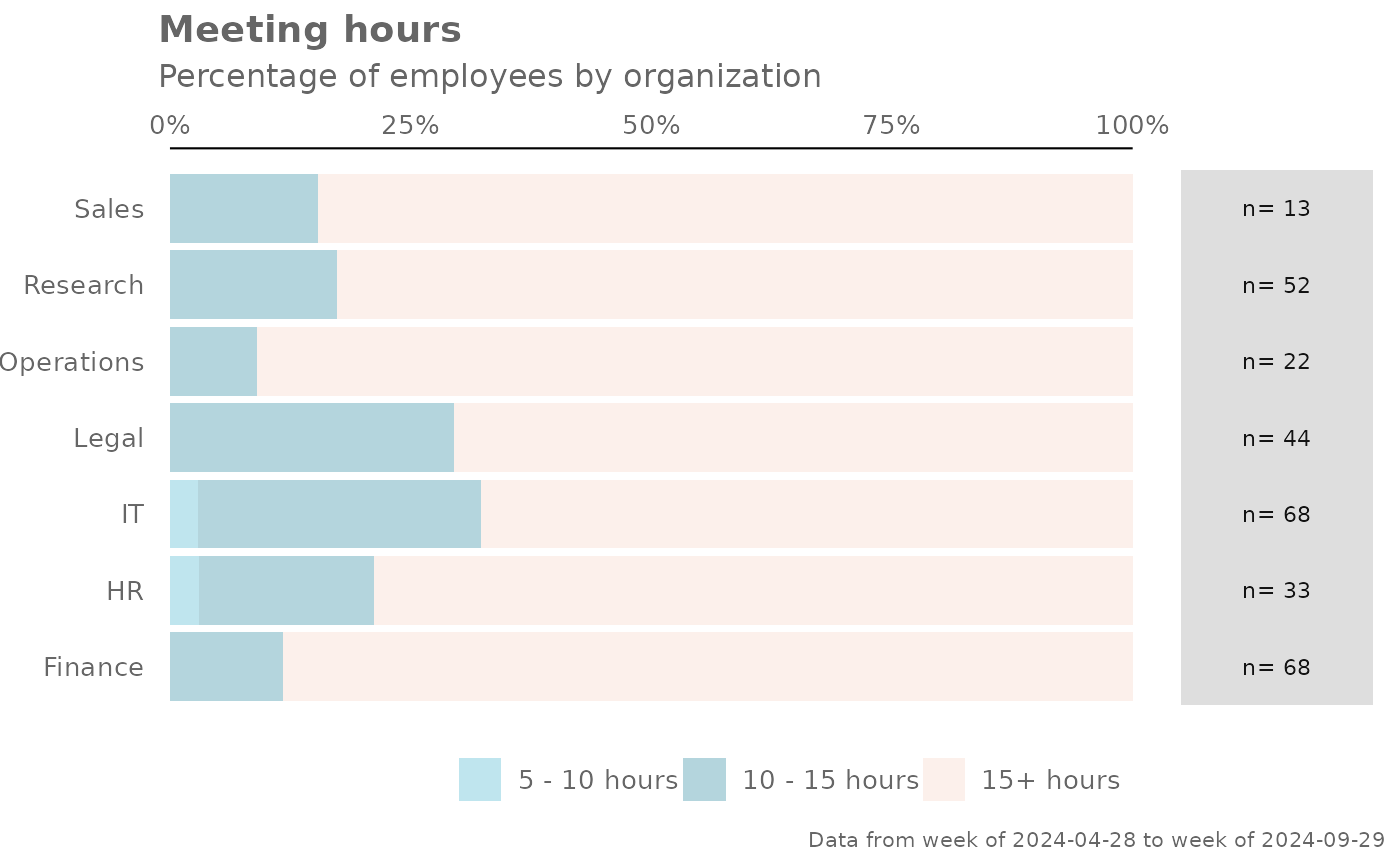 Meeting hours
Percentage of employees by organization
0% 25% 50% 75% 100%
Sales n= 13
Research n= 52
Operations n= 22
Legal n= 44
IT n= 68
HR n= 33
Finance n= 68
5 - 10 hours 10 - 15 hours 15+ hours
Data from week of 2024-04-28 to week of 2024-09-29